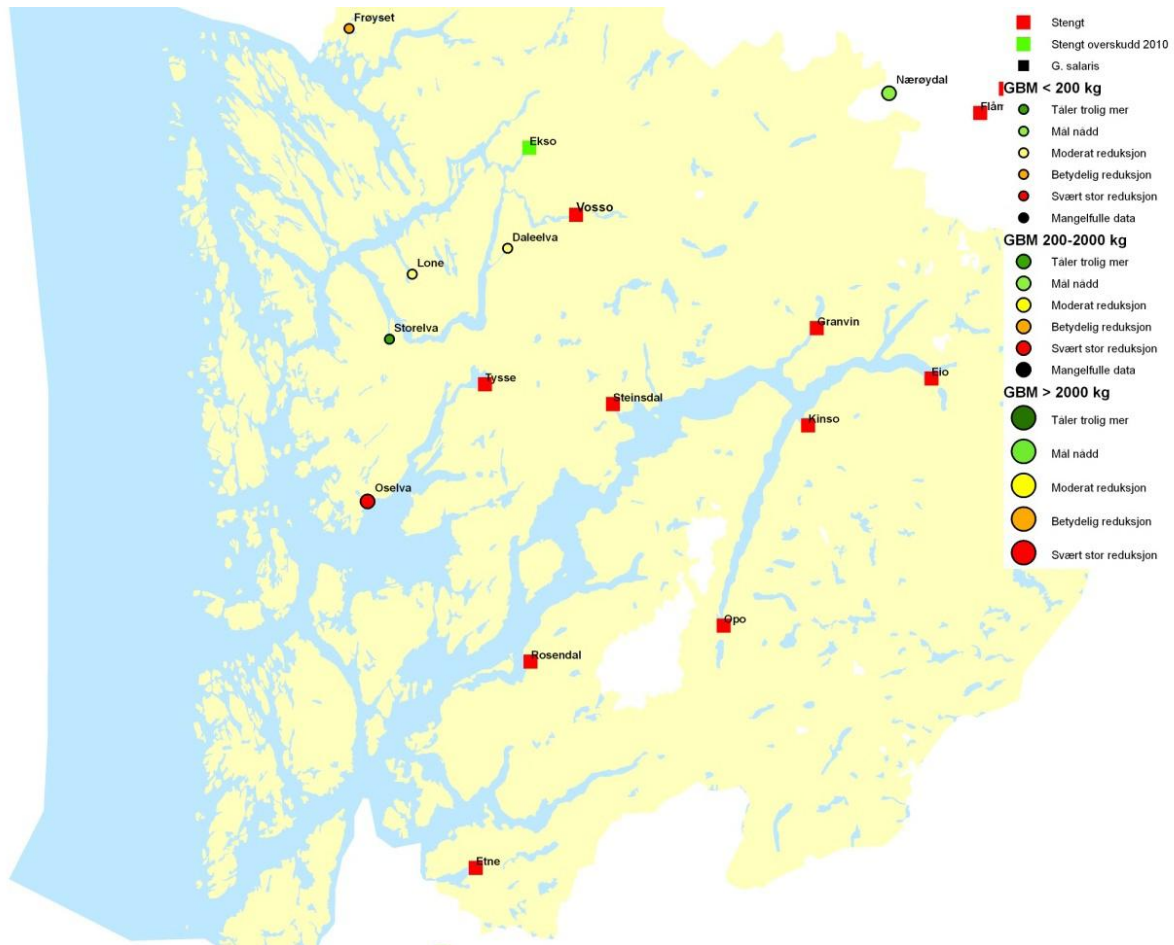 Frøyset
Nærøydal
Flåm
Ekso
Vosso
Daleelva
Lone
Storelva
Granvin
Tysse
Eio
Steinsdal
Kinso
Oselva
Opo
Rosendal
Etne
Stengt
Stengt overskudd 2010
G. salaris
GBM < 200 kg
Tåler trolig mer
Mål nådd
Moderat reduksjon
Betydelig reduksjon
Svært stor reduksjon
Mangelfulle data
GBM 200-2000 kg
Tåler trolig mer
Mål nådd
Moderat reduksjon
Betydelig reduksjon
Svært stor reduksjon
Mangelfulle data
GBM > 2000 kg
Tåler trolig mer
Mål nådd
Moderat reduksjon
Betydelig reduksjon
Svært stor reduksjon